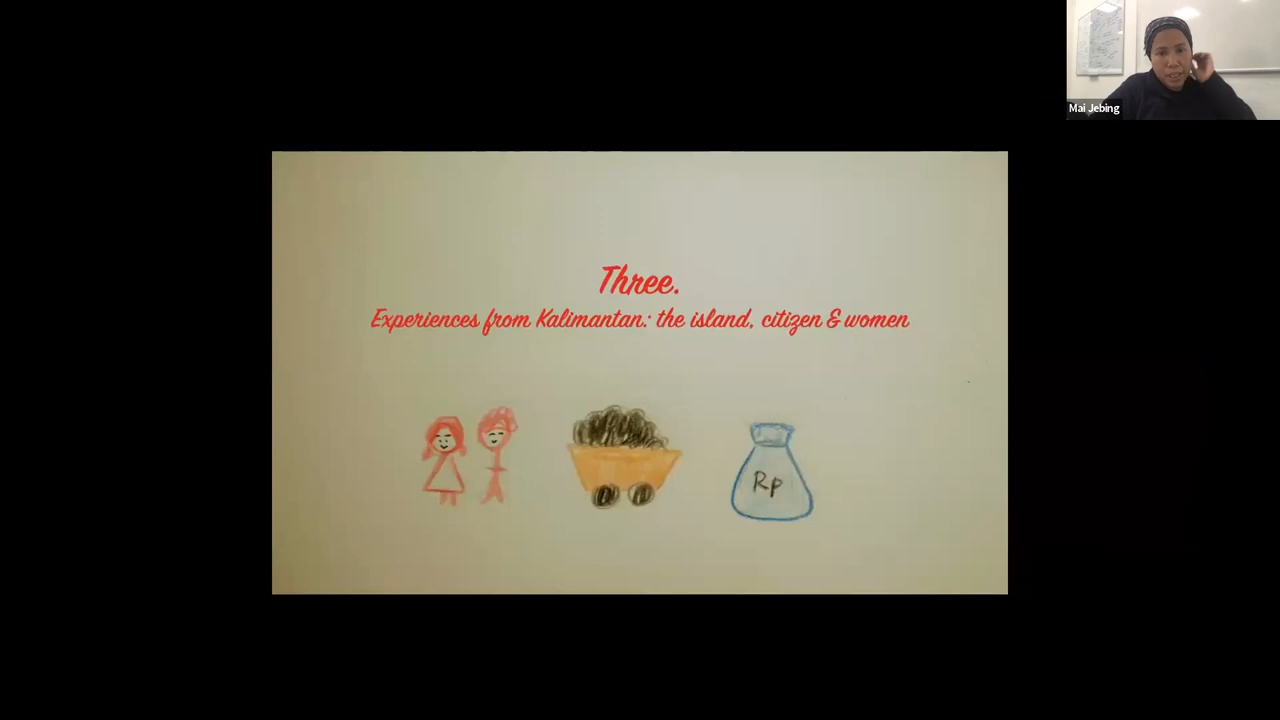 Mai Jebing
Three.
Experiences from Kalimantan: the island, citizen & women
Rp